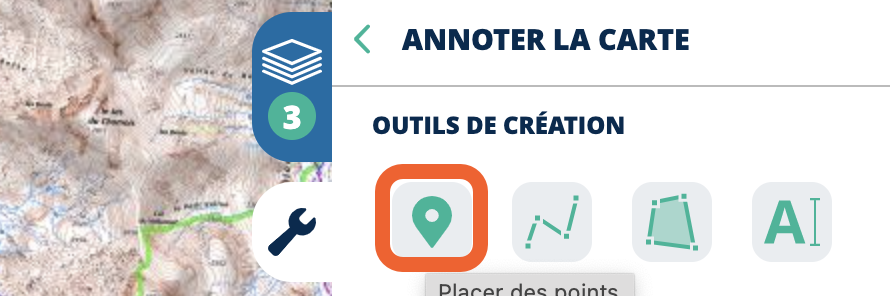 ANNOTER LA CARTE
3
OUTILS DE CRÉATION
A
Placer des points